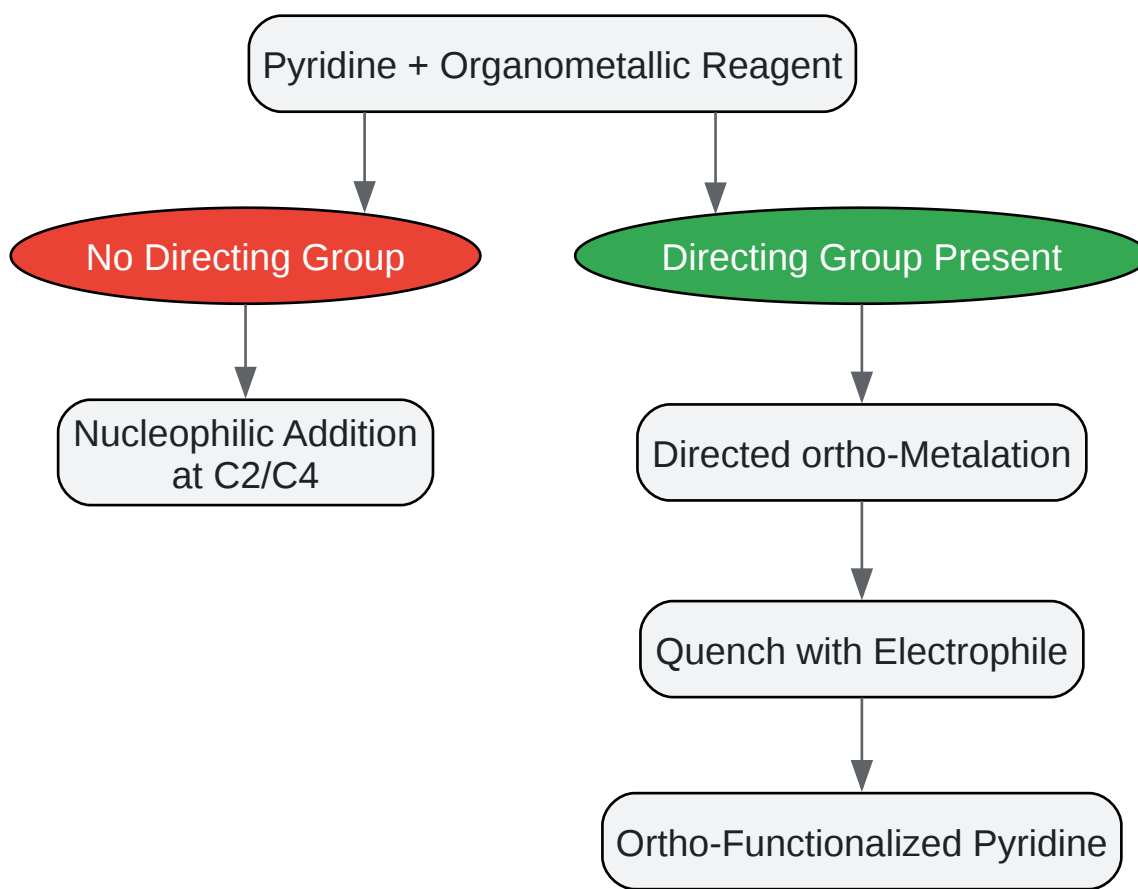 Pyridine + Organometallic Reagent
No Directing Group
Directing Group Present
Nucleophilic Addition
at C2/C4
Directed ortho-Metalation
Quench with Electrophile
Ortho-Functionalized Pyridine